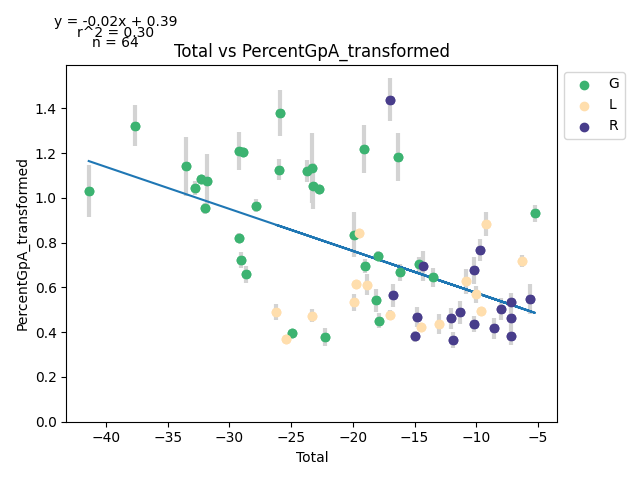 y = -0.02x + 0.39
r^2 = 0.30
n = 64
Total vs PercentGpA_transformed
G
L
R
PercentGpA_transformed
1.4
1.2
1.0
0.8
0.6
0.4
0.2
0.0
−40 −35 −30 −25 −20 −15 −10 −5
Total